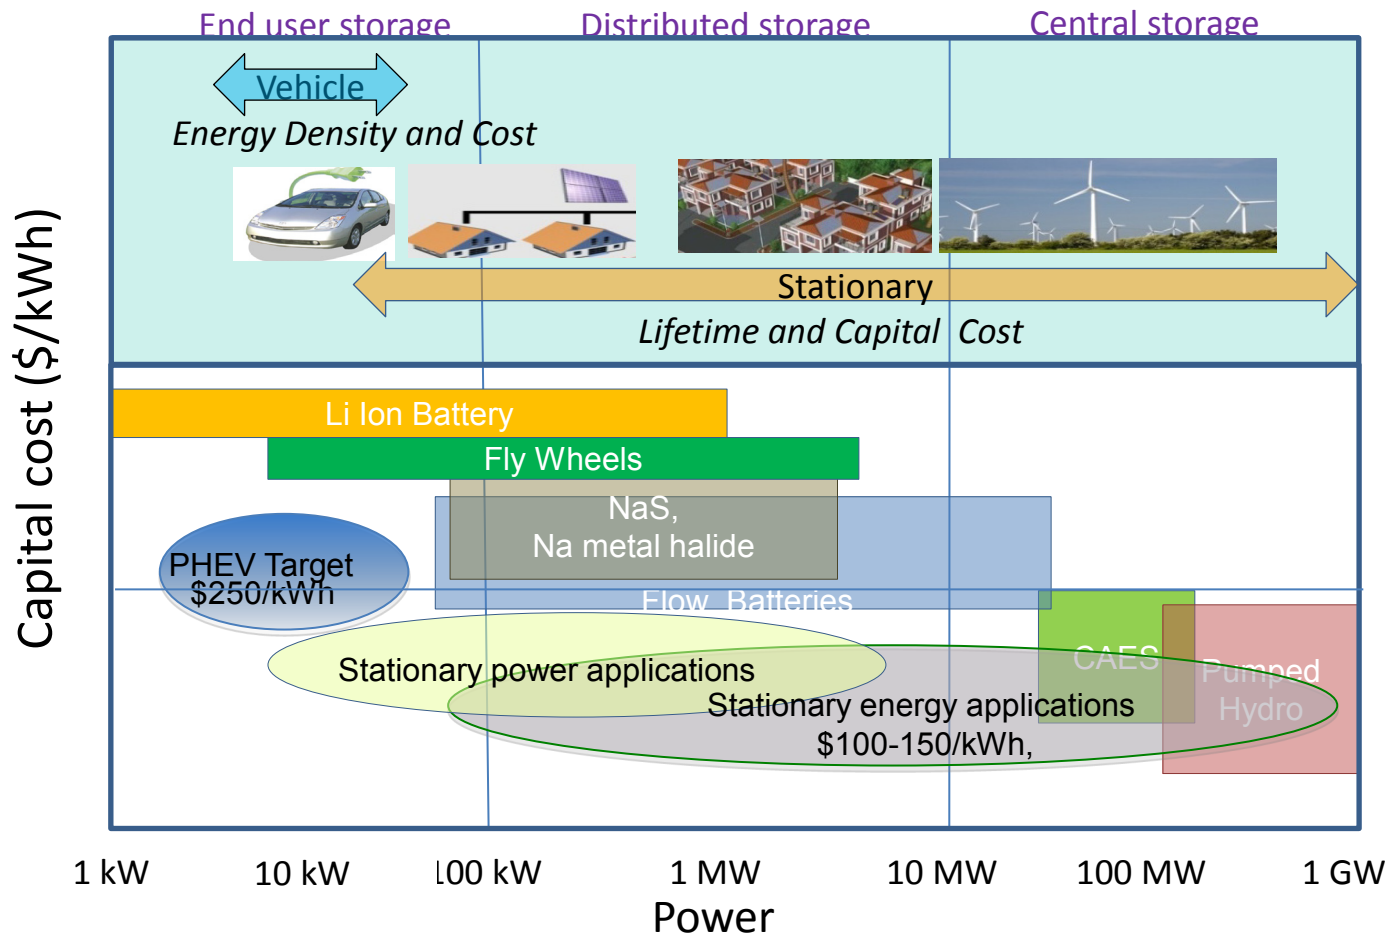 End user storage
Distributed storage
Central storage
Vehicle
Energy Density and Cost
Stationary
Lifetime and Capital Cost
Capital cost ($/kWh)
Li Ion Battery
Fly Wheels
NaS,
Na metal halide
PHEV Target
$250/kWh
Flow Batteries
Stationary power applications
CAES
Pumped
Hydro
Stationary energy applications
$100-150/kWh,
1 kW
10 kW
100 kW
1 MW
10 MW
100 MW
1 GW
Power